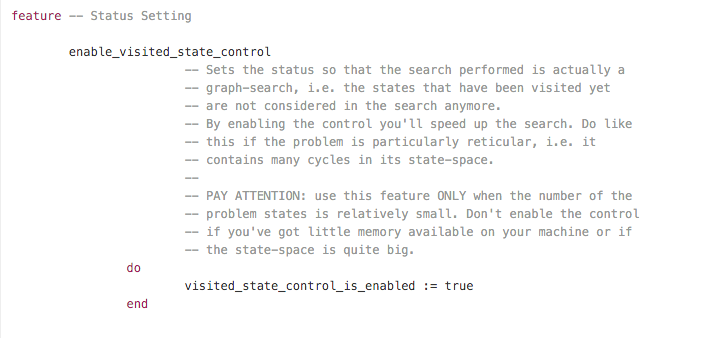 feature -- Status Setting
enable_visited_state_control
-- Sets the status so that the search performed is actually a
-- graph-search, i.e. the states that have been visited yet
-- are not considered in the search anymore.
-- By enabling the control you'll speed up the search. Do like
-- this if the problem is particularly reticular, i.e. it
-- contains many cycles in its state-space.
--
-- PAY ATTENTION: use this feature ONLY when the number of the
-- problem states is relatively small. Don't enable the control
-- if you've got little memory available on your machine or if
-- the state-space is quite big.
do
visited_state_control_is_enabled := true
end